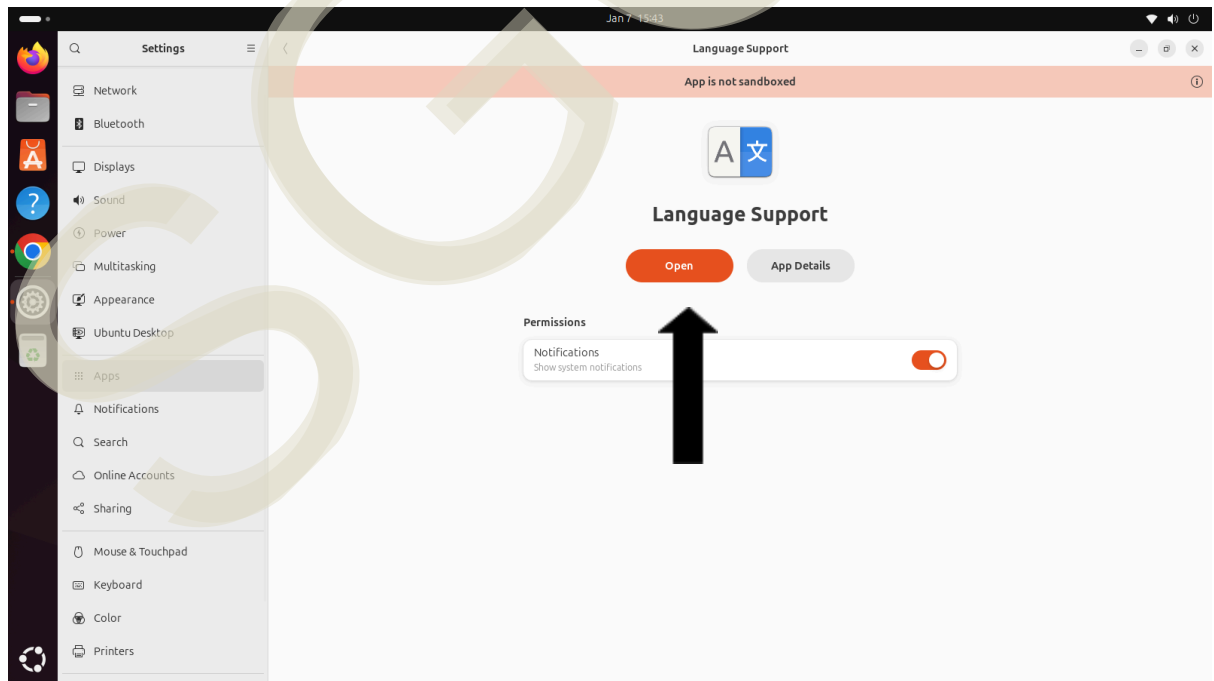 Jan 7 15:43
Settings
Language Support
App is not sandboxed
Network
Bluetooth
Displays
Sound
Power
Multitasking
Appearance
Ubuntu Desktop
Apps
Notifications
Search
Online Accounts
Sharing
Mouse & Touchpad
Keyboard
Color
Printers
A 文
Language Support
Open
App Details
Permissions
Notifications
Show system notifications